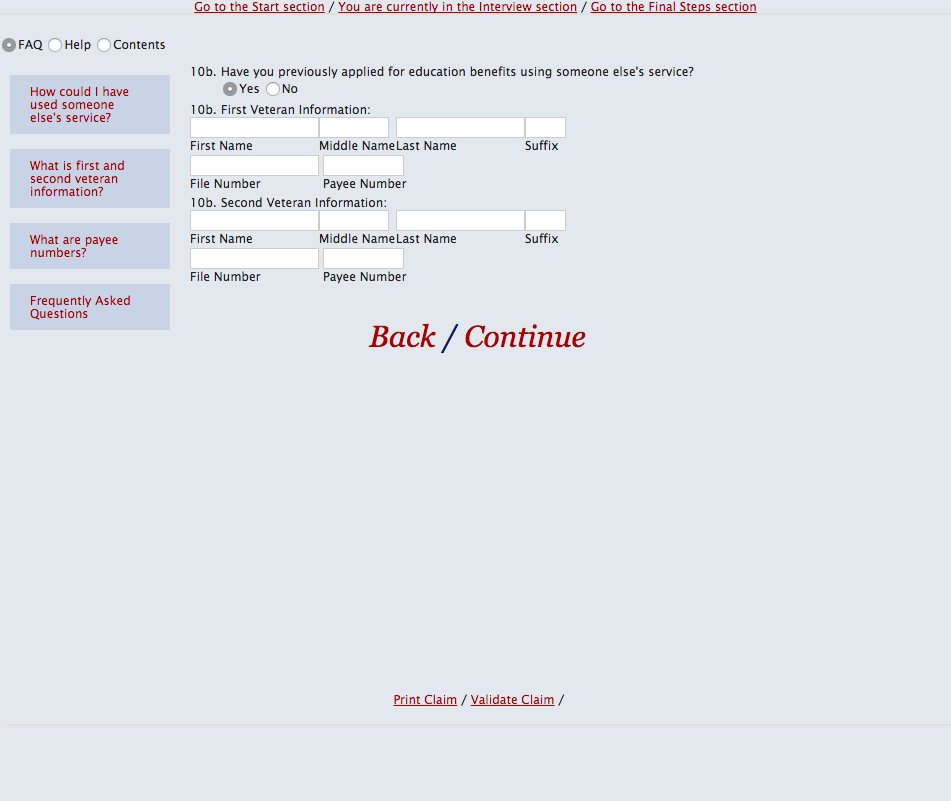 Go to the Start section / You are currently in the Interview section / Go to the Final Steps section
FAQ Help Contents
How could I have
used someone
else's service?
What is first and
second veteran
information?
What are payee
numbers?
Frequently Asked
Questions
10b. Have you previously applied for education benefits using someone else's service?
Yes No
10b. First Veteran Information:
First Name Middle Name Last Name Suffix
File Number Payee Number
10b. Second Veteran Information:
First Name Middle Name Last Name Suffix
File Number Payee Number
Back / Continue
Print Claim / Validate Claim /